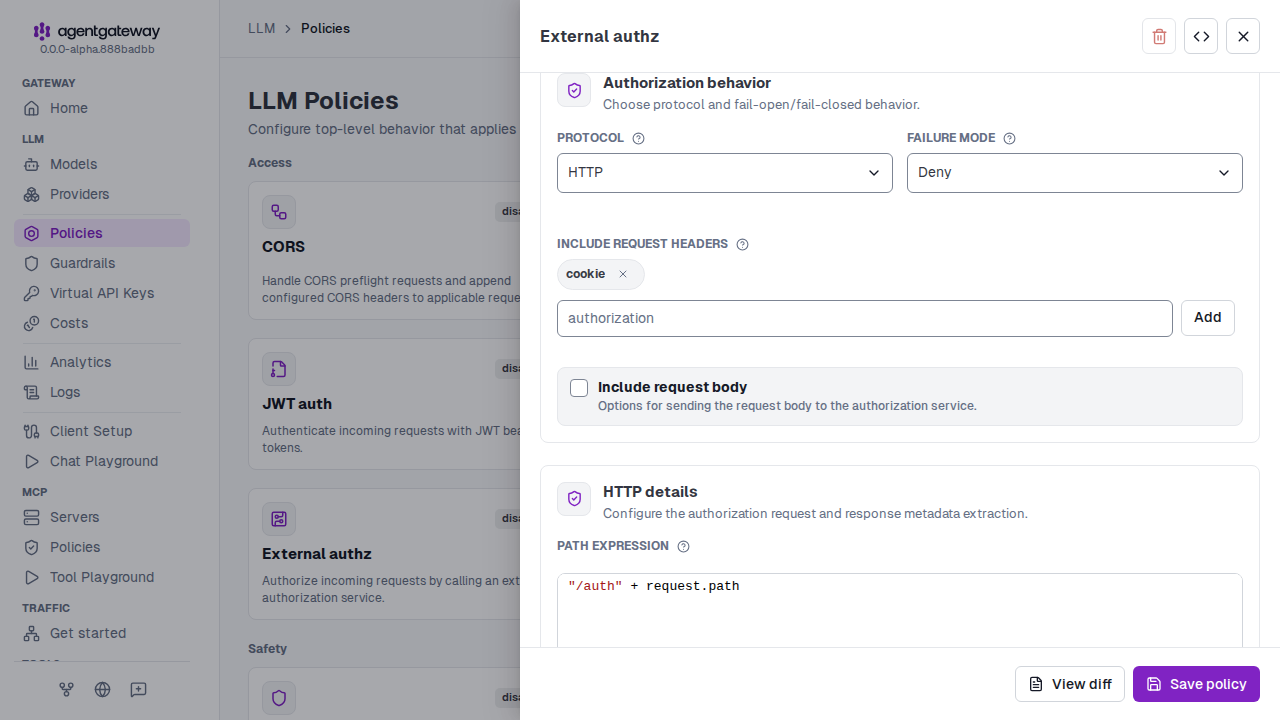 agentgateway
0.0.0-alpha.888badbb
GATEWAY
Home
LLM
Models
Providers
Policies
Guardrails
Virtual API Keys
Costs
Analytics
Logs
Client Setup
Chat Playground
MCP
Servers
Policies
Tool Playground
TRAFFIC
Get started
LLM > Policies
LLM Policies
Configure top-level behavior that applies
Access
disa
CORS
Handle CORS preflight requests and append
configured CORS headers to applicable reque
disa
JWT auth
Authenticate incoming requests with JWT bea
tokens.
disa
External authz
Authorize incoming requests by calling an ext
authorization service.
Safety
disa
External authz
Authorization behavior
Choose protocol and fail-open/fail-closed behavior.
PROTOCOL
FAILURE MODE
HTTP
Deny
INCLUDE REQUEST HEADERS
cookie
authorization
Add
Include request body
Options for sending the request body to the authorization service.
HTTP details
Configure the authorization request and response metadata extraction.
PATH EXPRESSION
"/auth" + request.path
View diff
Save policy